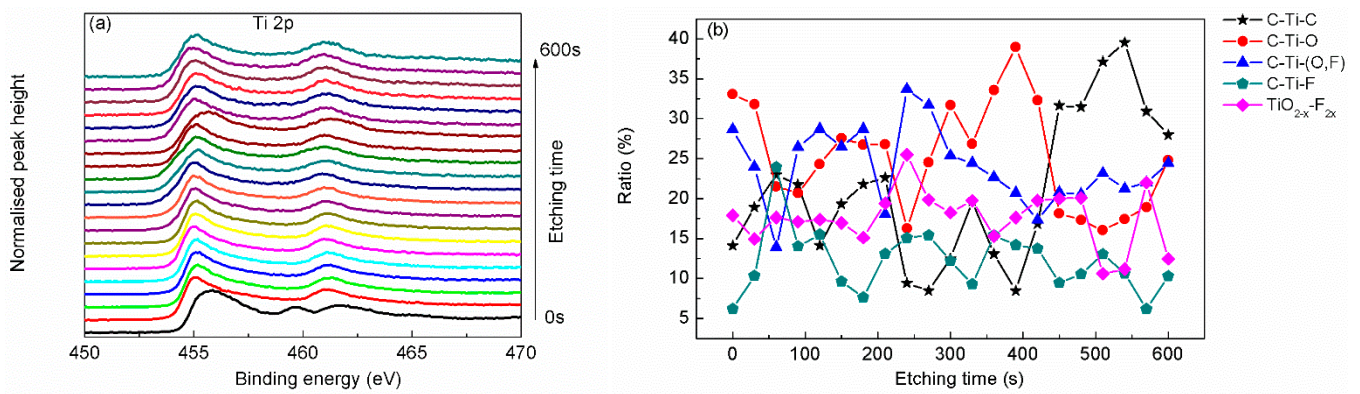 (a)
Ti 2p
600s
0s
Normalised peak height
Etching time
450
455
460
465
470
Binding energy (eV)
(b)
40
35
30
25
20
15
10
5
Ratio (%)
0
100
200
300
400
500
600
Etching time (s)
C-Ti-C
C-Ti-O
C-Ti-(O,F)
C-Ti-F
TiO2-x-F2x